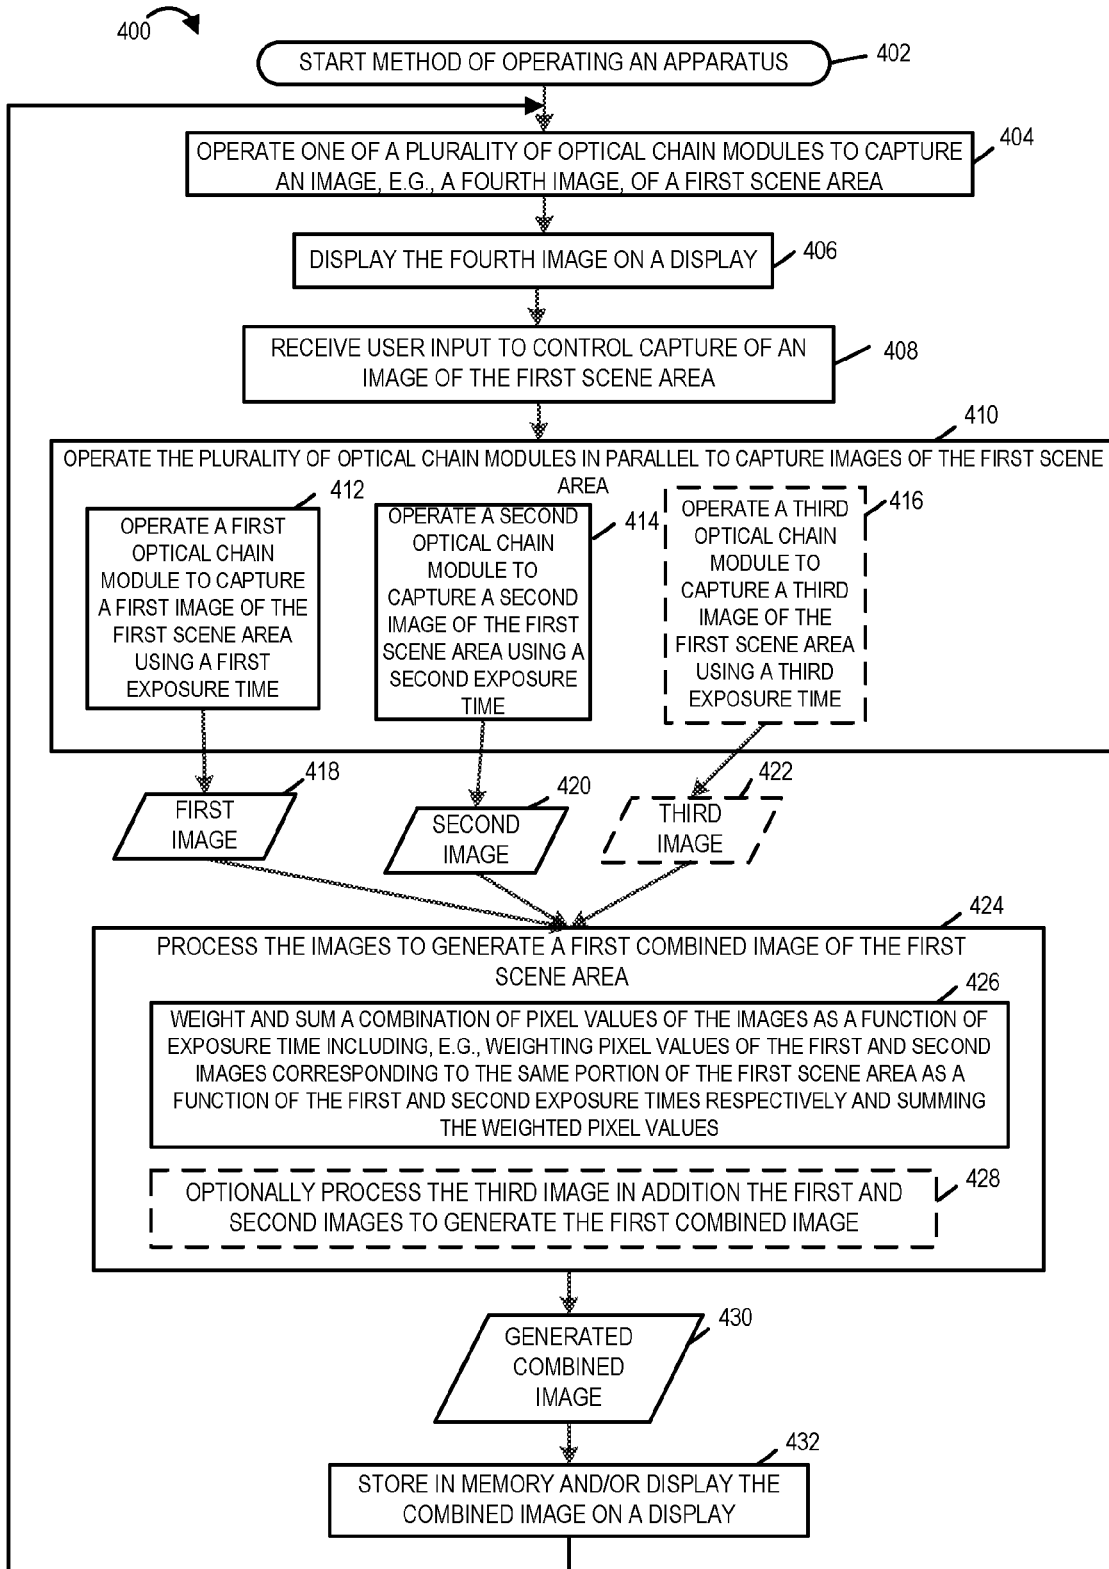 400
START METHOD OF OPERATING AN APPARATUS
402
OPERATE ONE OF A PLURALITY OF OPTICAL CHAIN MODULES TO CAPTURE
AN IMAGE, E.G., A FOURTH IMAGE, OF A FIRST SCENE AREA
404
DISPLAY THE FOURTH IMAGE ON A DISPLAY
406
RECEIVE USER INPUT TO CONTROL CAPTURE OF AN
IMAGE OF THE FIRST SCENE AREA
408
410
OPERATE THE PLURALITY OF OPTICAL CHAIN MODULES IN PARALLEL TO CAPTURE IMAGES OF THE FIRST SCENE
AREA
412
OPERATE A FIRST
OPTICAL CHAIN
MODULE TO CAPTURE
A FIRST IMAGE OF THE
FIRST SCENE AREA
USING A FIRST
EXPOSURE TIME
414
OPERATE A SECOND
OPTICAL CHAIN
MODULE TO
CAPTURE A SECOND
IMAGE OF THE FIRST
SCENE AREA USING A
SECOND EXPOSURE
TIME
416
OPERATE A THIRD
OPTICAL CHAIN
MODULE TO
CAPTURE A THIRD
IMAGE OF THE
FIRST SCENE AREA
USING A THIRD
EXPOSURE TIME
418
FIRST
IMAGE
420
SECOND
IMAGE
422
THIRD
IMAGE
424
PROCESS THE IMAGES TO GENERATE A FIRST COMBINED IMAGE OF THE FIRST
SCENE AREA
426
WEIGHT AND SUM A COMBINATION OF PIXEL VALUES OF THE IMAGES AS A FUNCTION OF
EXPOSURE TIME INCLUDING, E.G., WEIGHTING PIXEL VALUES OF THE FIRST AND SECOND
IMAGES CORRESPONDING TO THE SAME PORTION OF THE FIRST SCENE AREA AS A
FUNCTION OF THE FIRST AND SECOND EXPOSURE TIMES RESPECTIVELY AND SUMMING
THE WEIGHTED PIXEL VALUES
OPTIONALLY PROCESS THE THIRD IMAGE IN ADDITION THE FIRST AND
SECOND IMAGES TO GENERATE THE FIRST COMBINED IMAGE
428
GENERATED
COMBINED
IMAGE
430
432
STORE IN MEMORY AND/OR DISPLAY THE
COMBINED IMAGE ON A DISPLAY